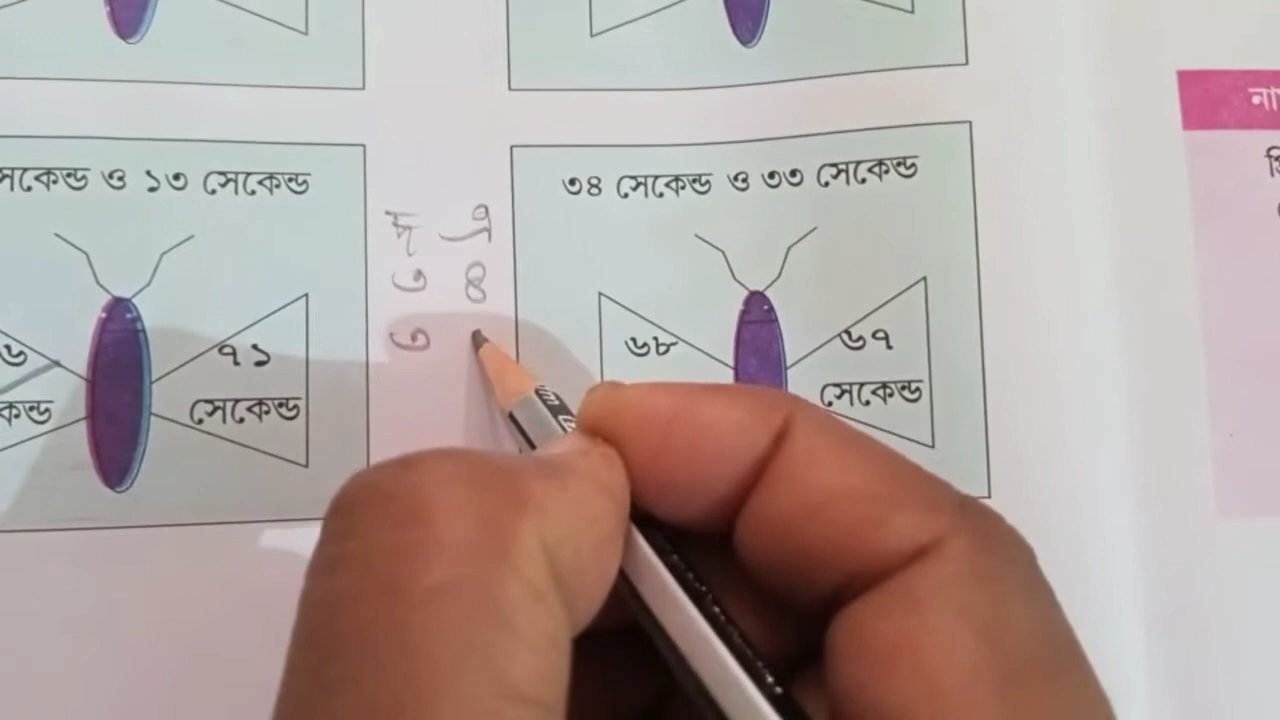 সেকেন্ড ও ১৩ সেকেন্ড
৭১
সেকেন্ড
দ এ
৩ ৪
৩
৩৪ সেকেন্ড ও ৩৩ সেকেন্ড
৬৮
৬৭
সেকেন্ড